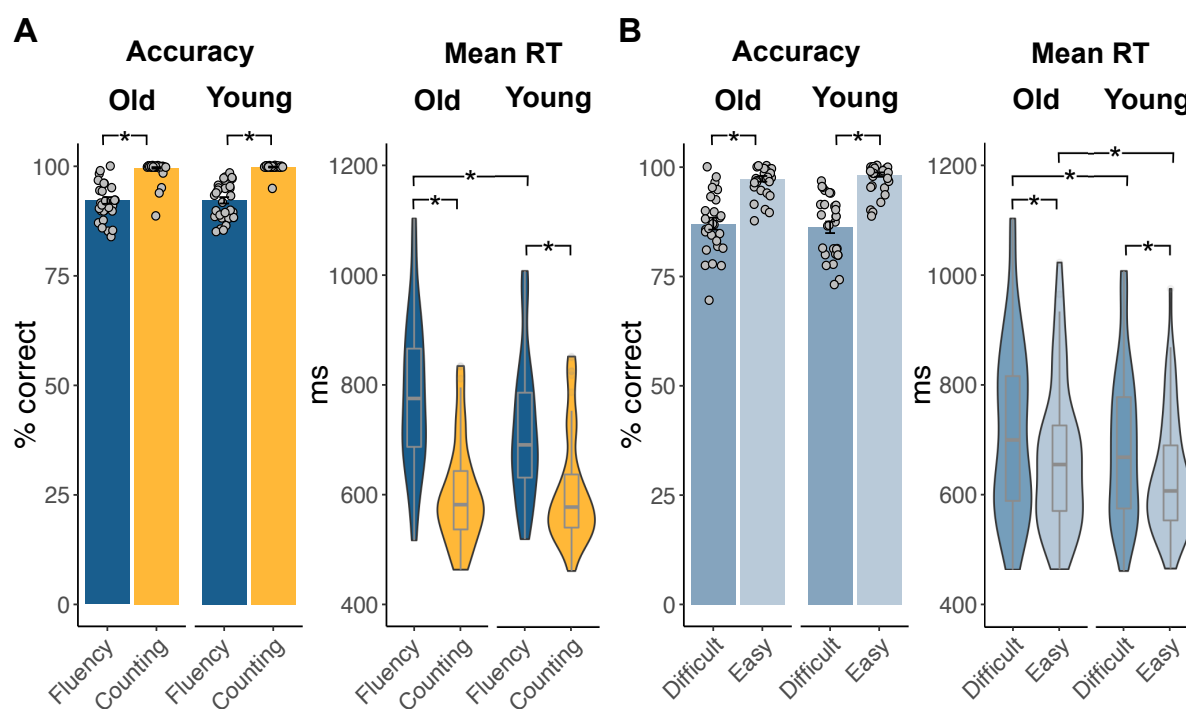 A
Accuracy
Mean RT
Old
Young
Old
Young
* *
* * * *
100
75
50
25
0
% correct
1200
1000
800
600
400
ms
Fluency
Counting
Fluency
Counting
Fluency
Counting
Fluency
Counting
B
Accuracy
Mean RT
Old
Young
Old
Young
* *
* * * *
100
75
50
25
0
% correct
1200
1000
800
600
400
ms
Difficult
Easy
Difficult
Easy
Difficult
Easy
Difficult
Easy